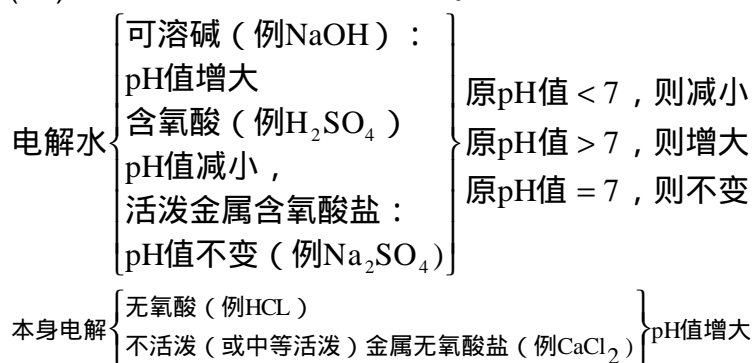 电解水
可溶碱（例NaOH）：
pH值增大
含氧酸（例H₂SO₄）
pH值减小，
活泼金属含氧酸盐：
pH值不变（例Na₂SO₄）
原pH值 < 7，则减小
原pH值 > 7，则增大
原pH值 = 7，则不变
本身电解
无氧酸（例HCL）
不活泼（或中等活泼）金属无氧酸盐（例CaCl₂）
pH值增大